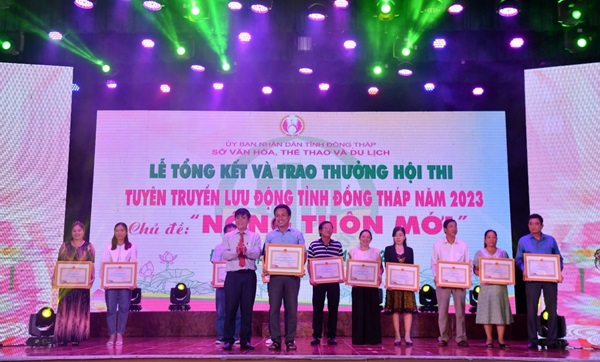 ỦY BAN NHÂN DÂN TỈNH ĐỒNG THÁP
SỞ VĂN HÓA, THỂ THAO VÀ DU LỊCH
LỄ TỔNG KẾT VÀ TRAO THƯỞNG HỘI THI
TUYÊN TRUYỀN LƯU ĐỘNG TỈNH ĐỒNG THÁP NĂM 2023
Chủ đề: "NÔNG THÔN MỚI"